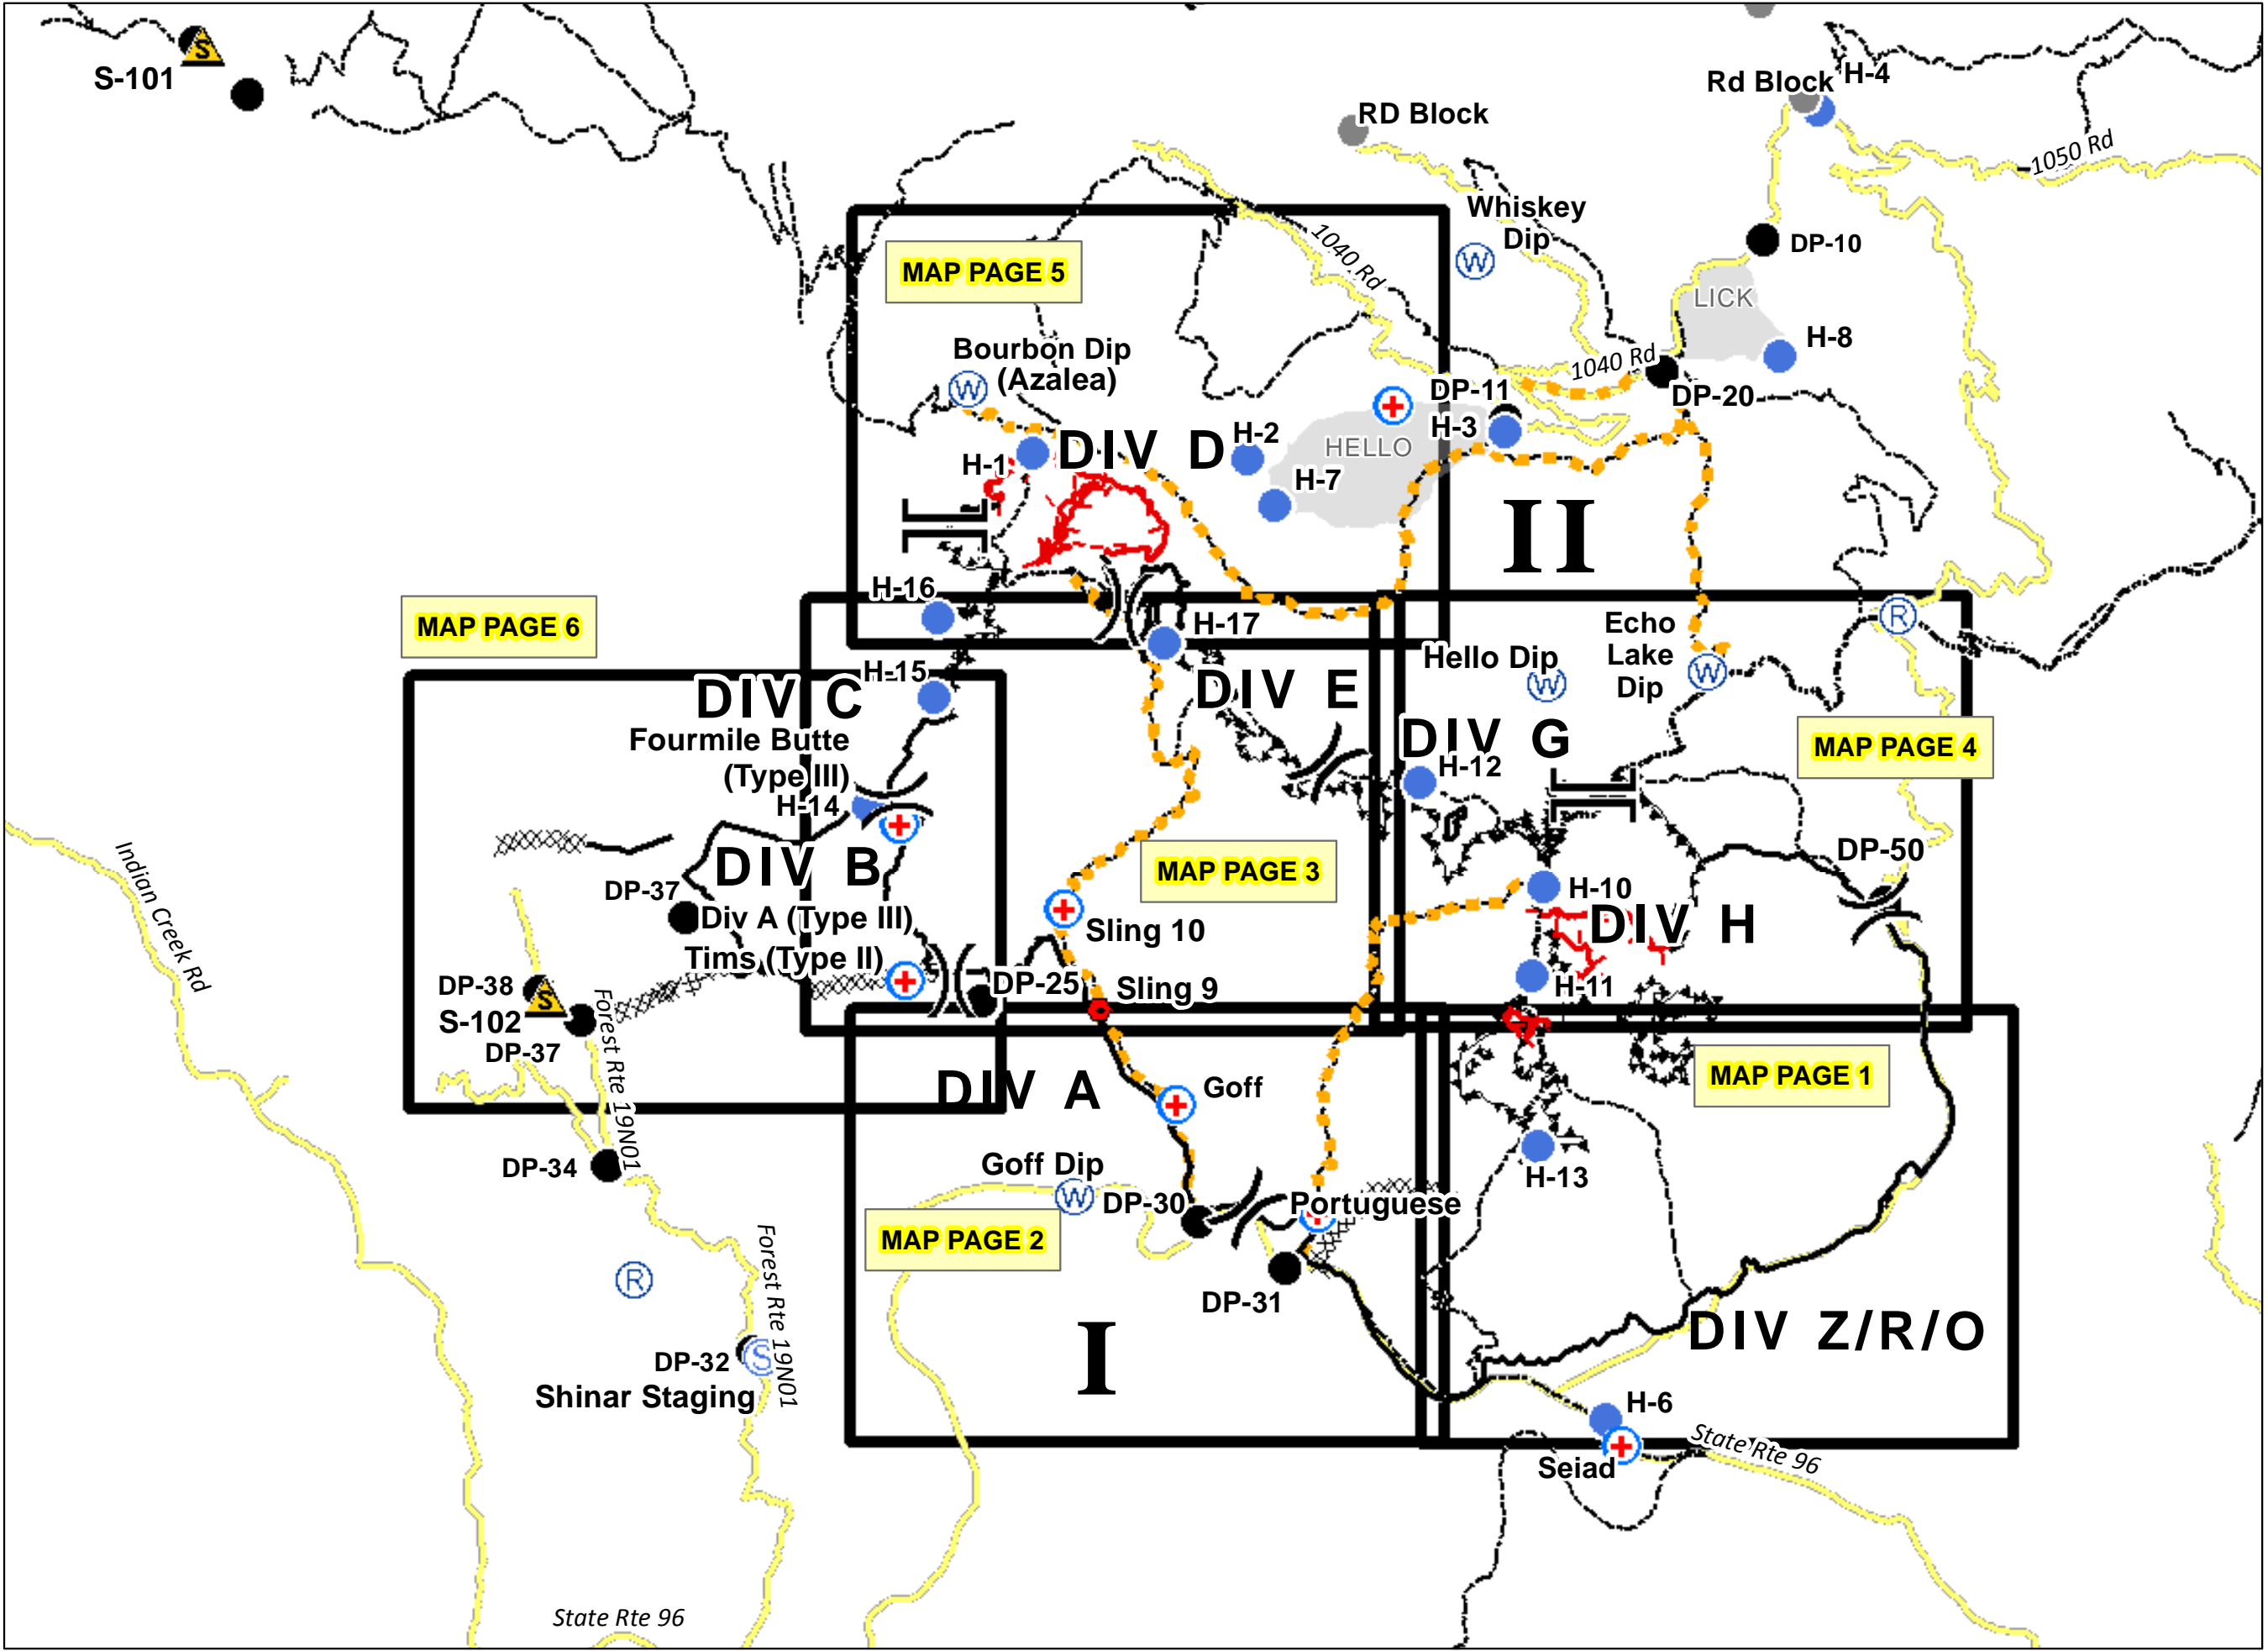 S-101
RD Block
Rd Block
H-4
1050 Rd
Whiskey
Dip
DP-10
MAP PAGE 5
1040 Rd
LICK
H-8
Bourbon Dip
(Azalea)
1040 Rd
DP-11
DP-20
H-1
DIV D
H-2
HELLO
H-3
H-7
II
H-16
MAP PAGE 6
H-17
Echo
Lake
Dip
R
Hello Dip
W
W
W
W
DIV C
H-15
DIV E
Fourmile Butte
(Type III)
H-14
DIV G
H-12
MAP PAGE 4
Indian Creek Rd
DIV B
DP-37
Div A (Type III)
Tims (Type II)
MAP PAGE 3
DP-50
H-10
DIV H
Sling 10
DP-38
S
S-102
DP-37
Forest Rte 19N01
DP-25
Sling 9
H-11
DIV A
Goff
MAP PAGE 1
DP-34
Goff Dip
W
DP-30
Portuguese
H-13
MAP PAGE 2
R
Forest Rte 19N01
DP-31
I
DIV Z/R/O
DP-32
S
Shinar Staging
H-6
State Rte 96
Seiad
State Rte 96
S